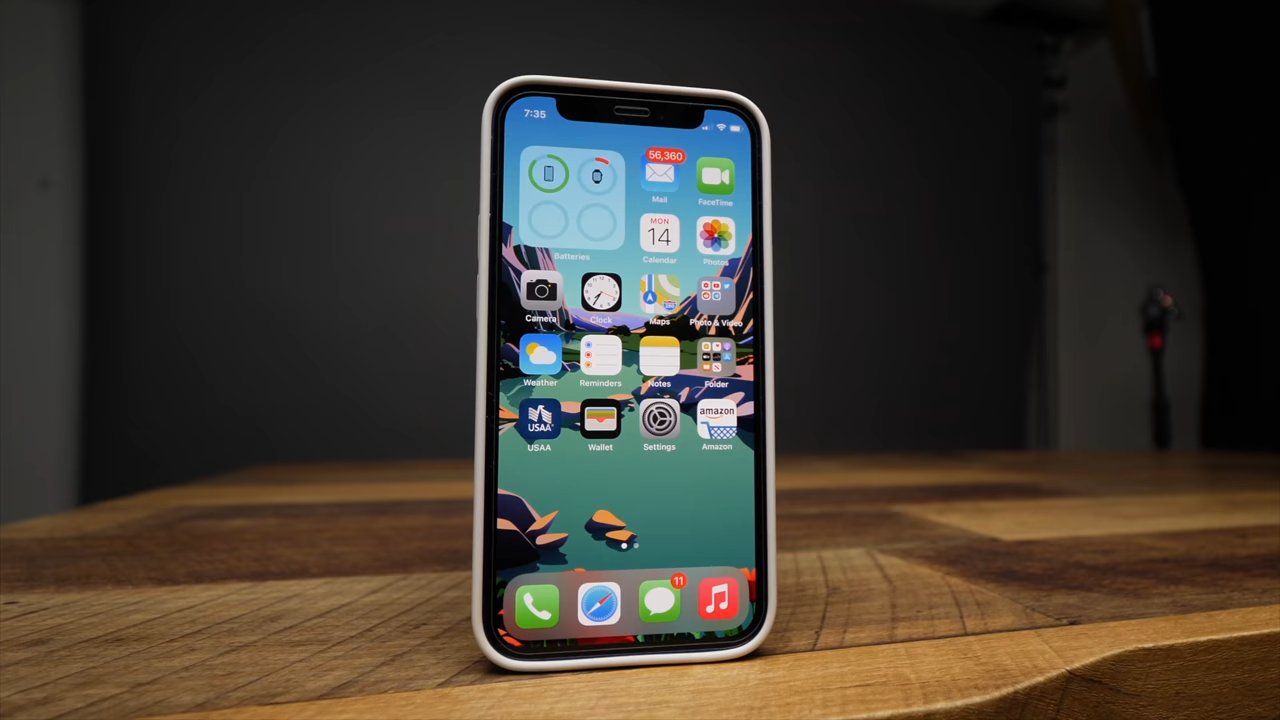 7:35
56,360
Mail
FaceTime
Batteries
MON
14
Calendar
Photos
Camera
Clock
Maps
Photo & Video
Weather
Reminders
Notes
Folder
USAA
USAA
Wallet
Settings
amazon
Amazon
11